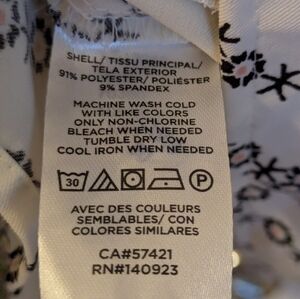 SHELL/ TISSU PRINCIPAL/
TELA EXTERIOR
91% POLYESTER/ POLIÉSTER
9% SPANDEX
MACHINE WASH COLD
WITH LIKE COLORS
ONLY NON-CHLORINE
BLEACH WHEN NEEDED
TUMBLE DRY LOW
COOL IRON WHEN NEEDED
30 P
AVEC DES COULEURS
SEMBLABLES/ CON
COLORES SIMILARES
CA#57421
RN#140923